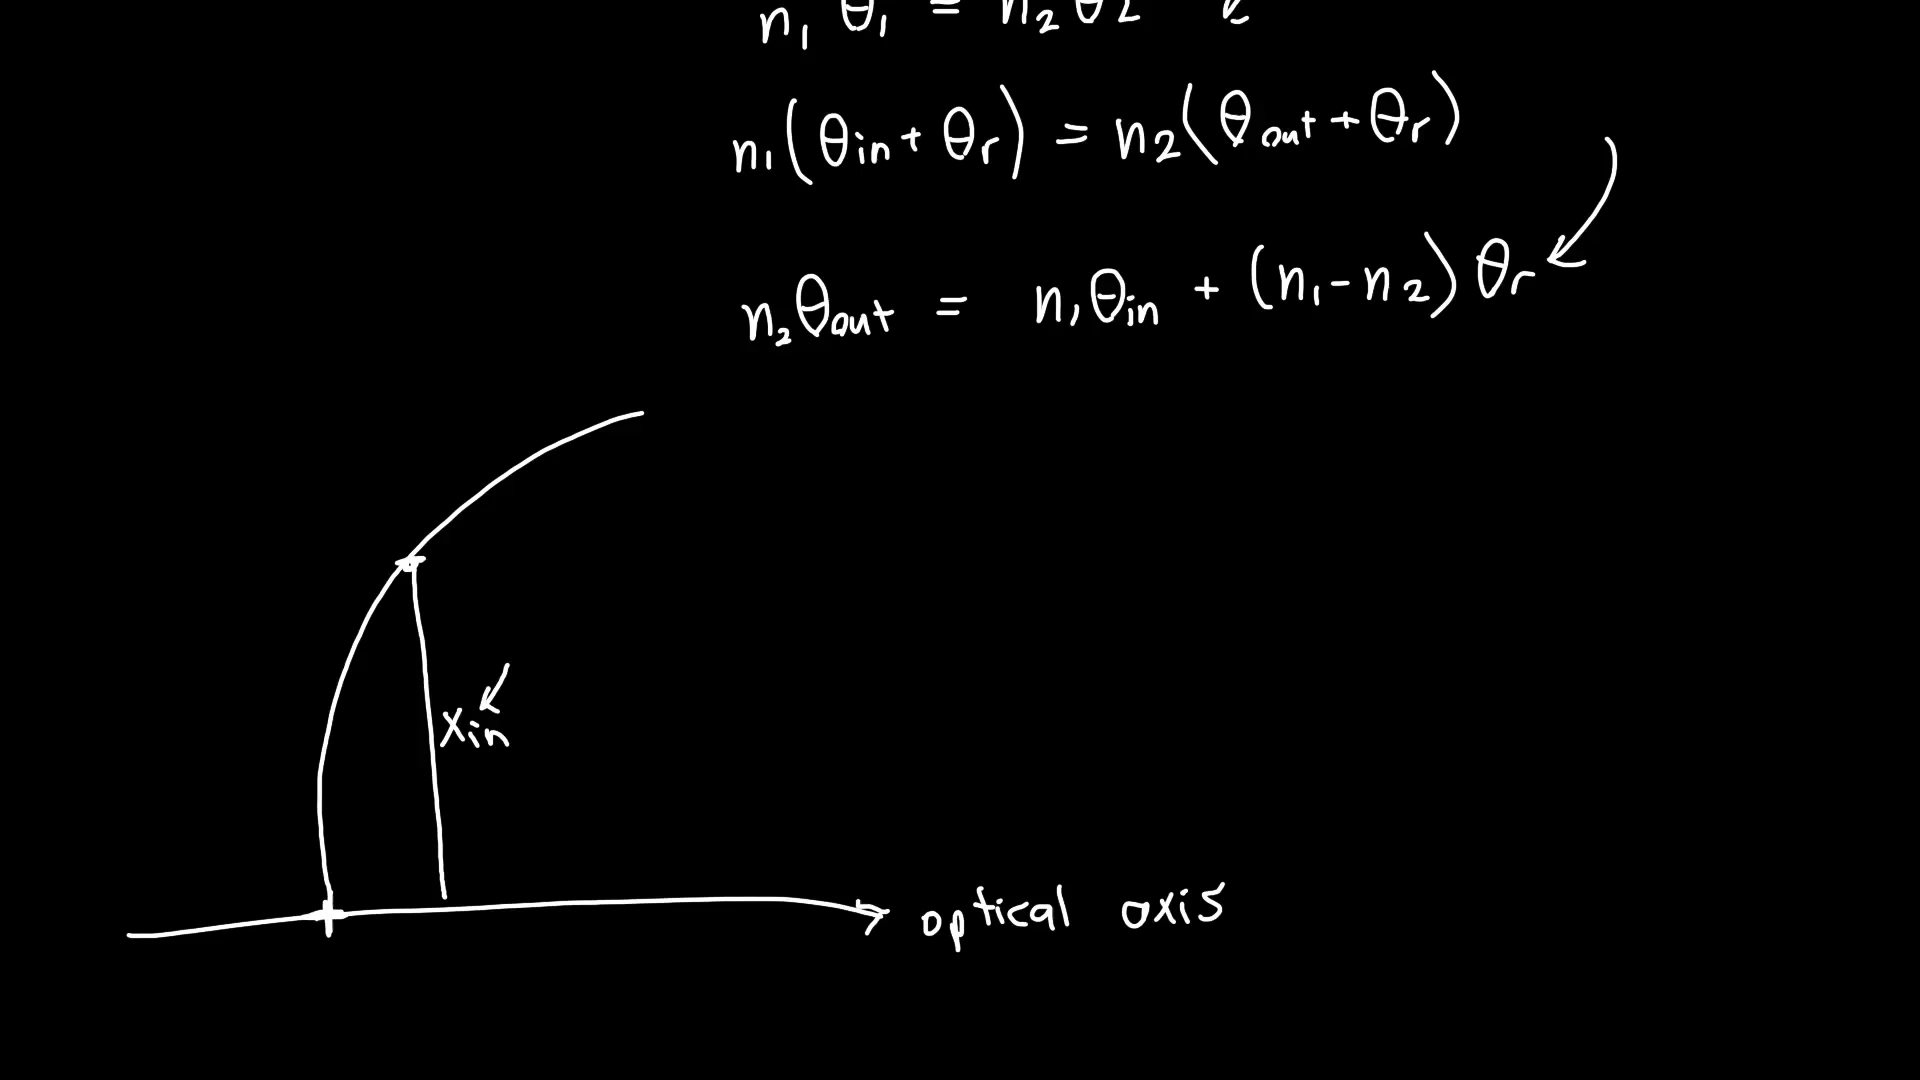 n₁ θ₁ = n₂ θ₂
n₁(θin + θr) = n₂(θout + θr)
n₂θout = n₁θin + (n₁-n₂)θr
xin
optical axis